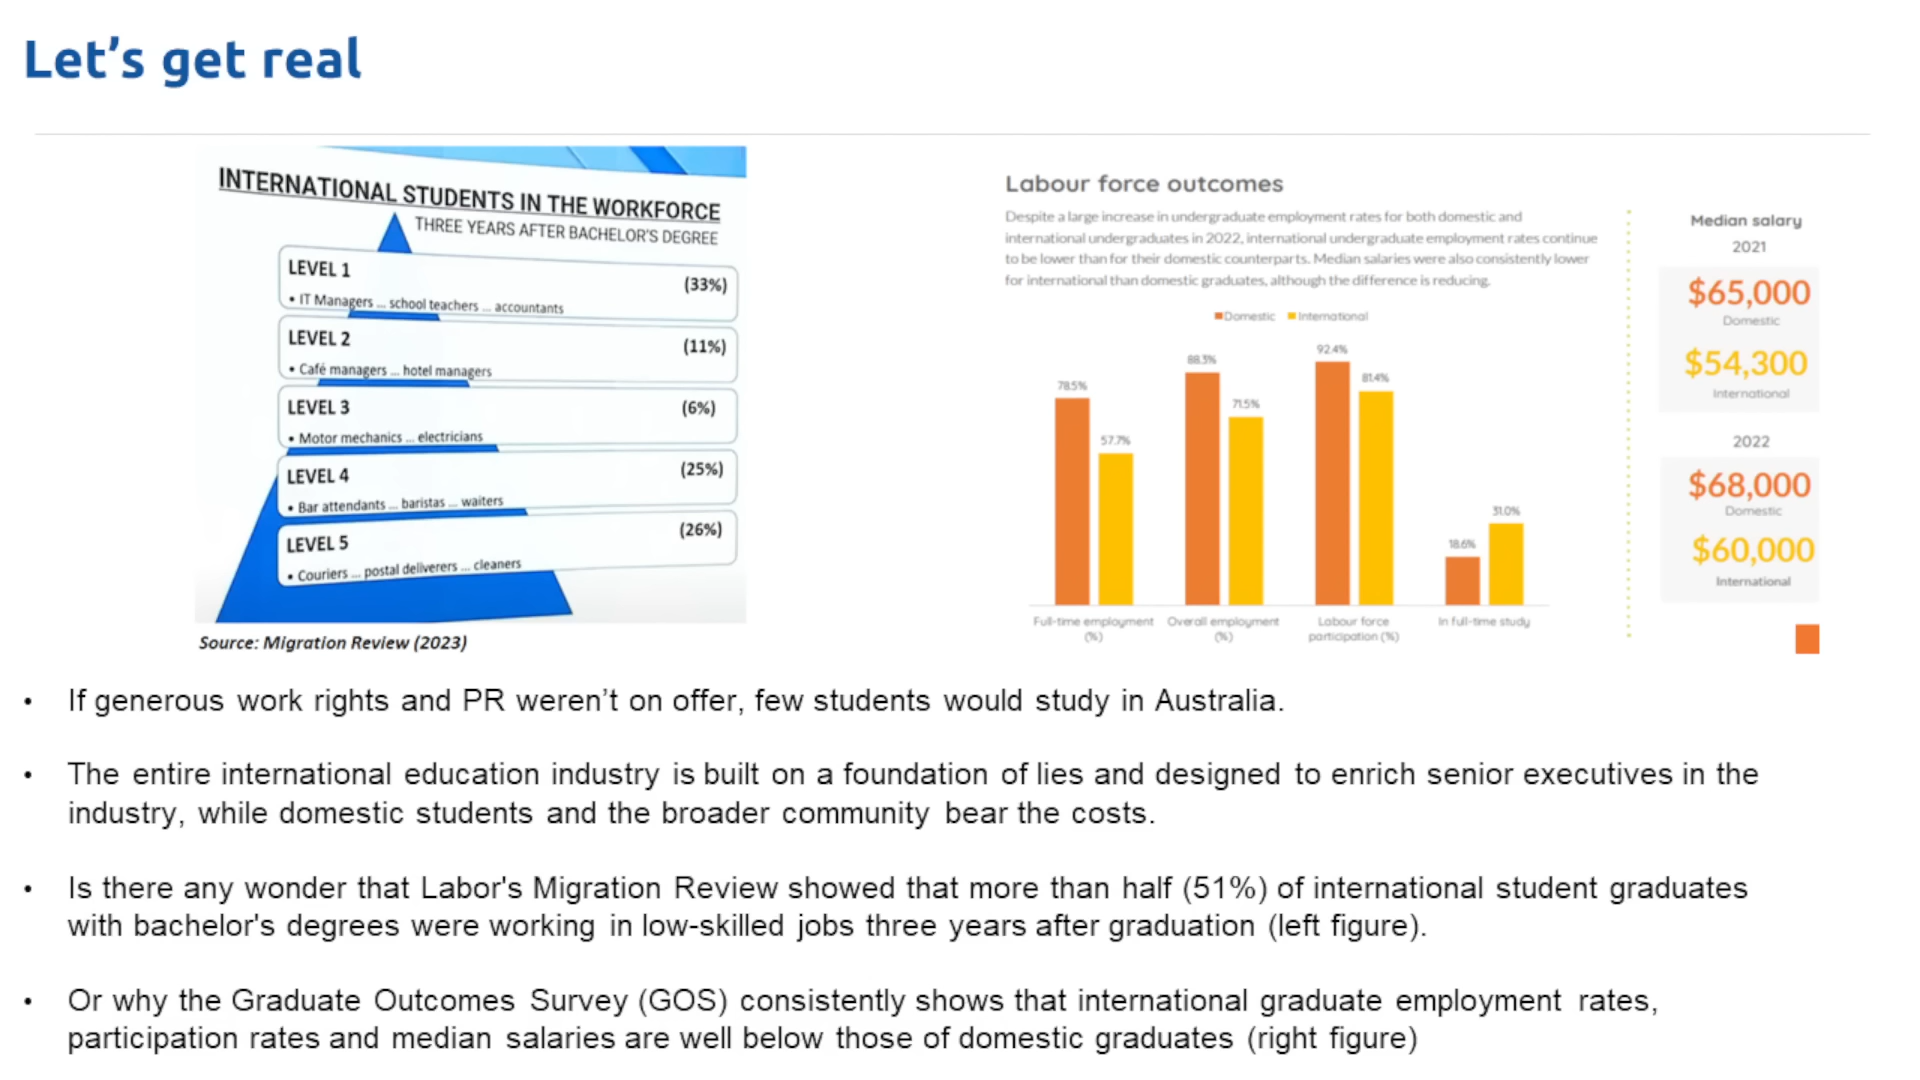 Let's get real
INTERNATIONAL STUDENTS IN THE WORKFORCE
THREE YEARS AFTER BACHELOR'S DEGREE
LEVEL 1
(33%)
• IT Managers ... school teachers ... accountants
LEVEL 2
(11%)
• Café managers ... hotel managers
LEVEL 3
(6%)
• Motor mechanics ... electricians
LEVEL 4
(25%)
• Bar attendants ... baristas ... waiters
LEVEL 5
(26%)
• Couriers ... postal deliverers ... cleaners
Source: Migration Review (2023)
Labour force outcomes
Despite a large increase in undergraduate employment rates for both domestic and
international undergraduates in 2022, international undergraduate employment rates continue
to be lower than for their domestic counterparts. Median salaries were also consistently lower
for international than domestic graduates, although the difference is reducing.
Domestic International
78.5%
57.7%
88.3%
71.5%
92.4%
81.4%
18.6%
31.0%
Full-time employment
(%)
Overall employment
(%)
Labour force
participation (%)
In full-time study
Median salary
2021
$65,000
Domestic
$54,300
International
2022
$68,000
Domestic
$60,000
International
• If generous work rights and PR weren't on offer, few students would study in Australia.
• The entire international education industry is built on a foundation of lies and designed to enrich senior executives in the
industry, while domestic students and the broader community bear the costs.
• Is there any wonder that Labor's Migration Review showed that more than half (51%) of international student graduates
with bachelor's degrees were working in low-skilled jobs three years after graduation (left figure).
• Or why the Graduate Outcomes Survey (GOS) consistently shows that international graduate employment rates,
participation rates and median salaries are well below those of domestic graduates (right figure)